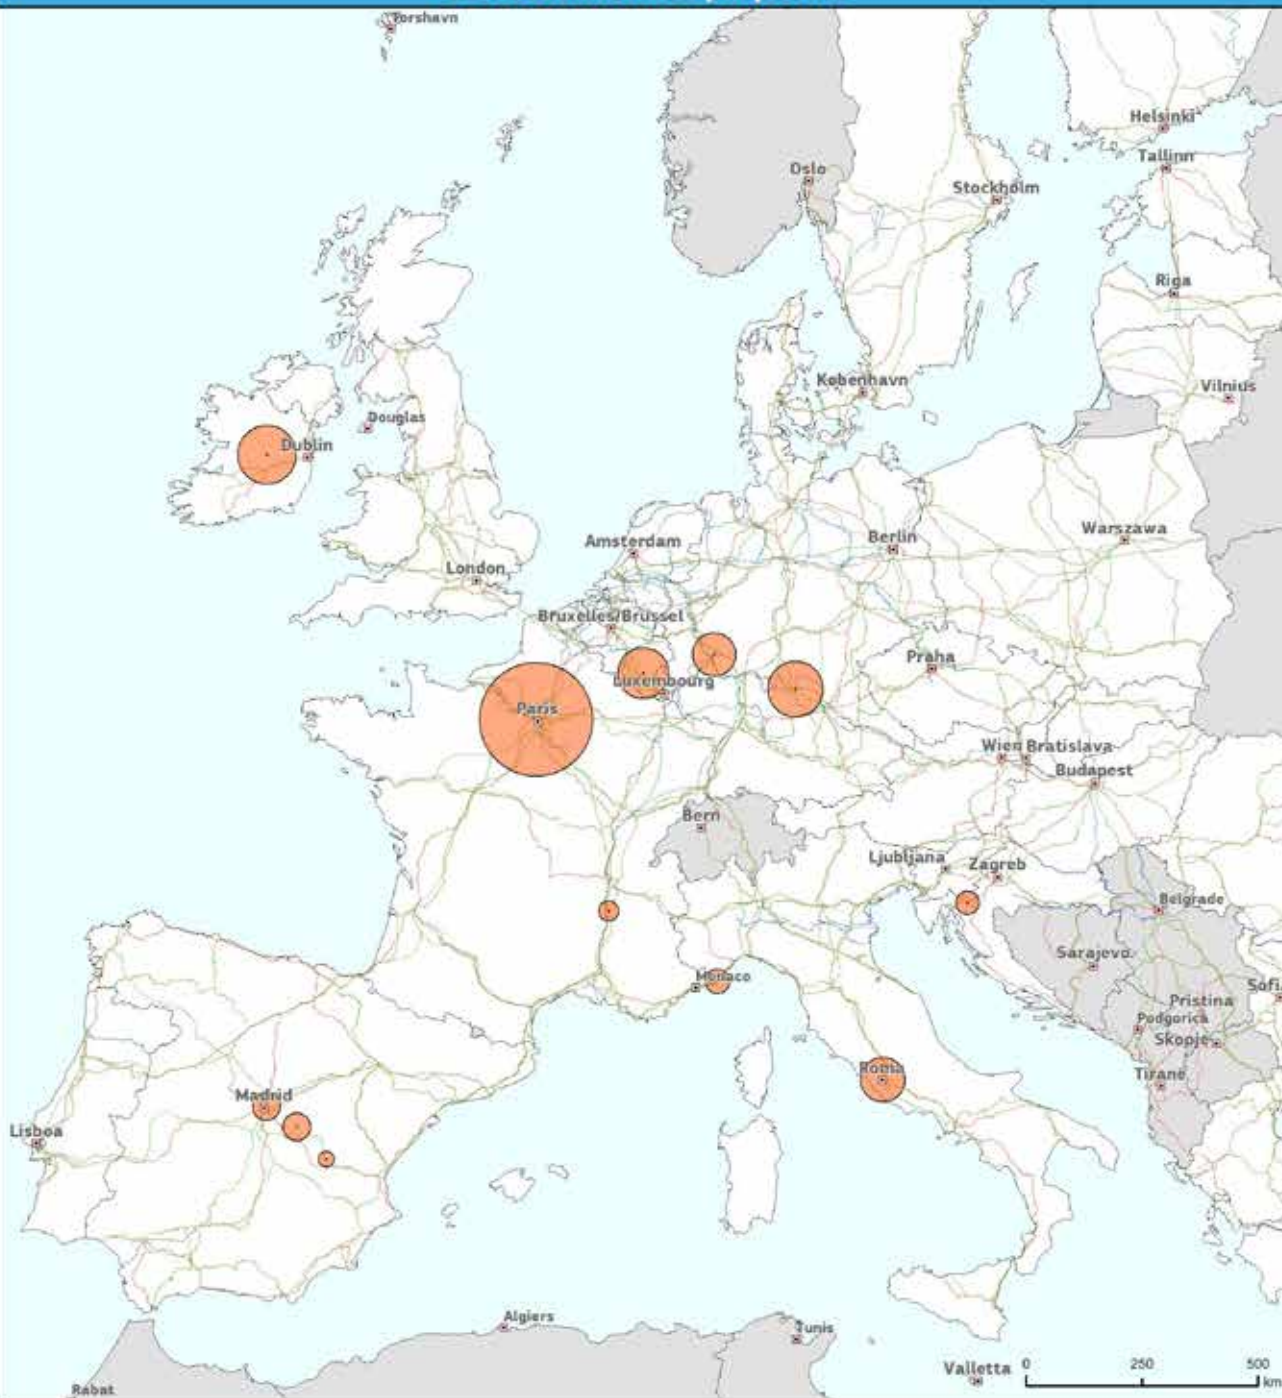 Torshavn
Helsinki
Tallinn
Oslo
Stockholm
Riga
København
Vilnius
Douglas
Dublin
Warszawa
Berlin
Amsterdam
London
Bruxelles/Brussel
Praha
Luxembourg
Paris
Wien Bratislava
Budapest
Bern
Ljubljana
Zagreb
Belgrade
Sarajevo
Monaco
Pristina
Podgorica
Skopje
Roma
Tirane
Madrid
Lisboa
Algiers
Tunis
Valletta
0 250 500
km
Rabat